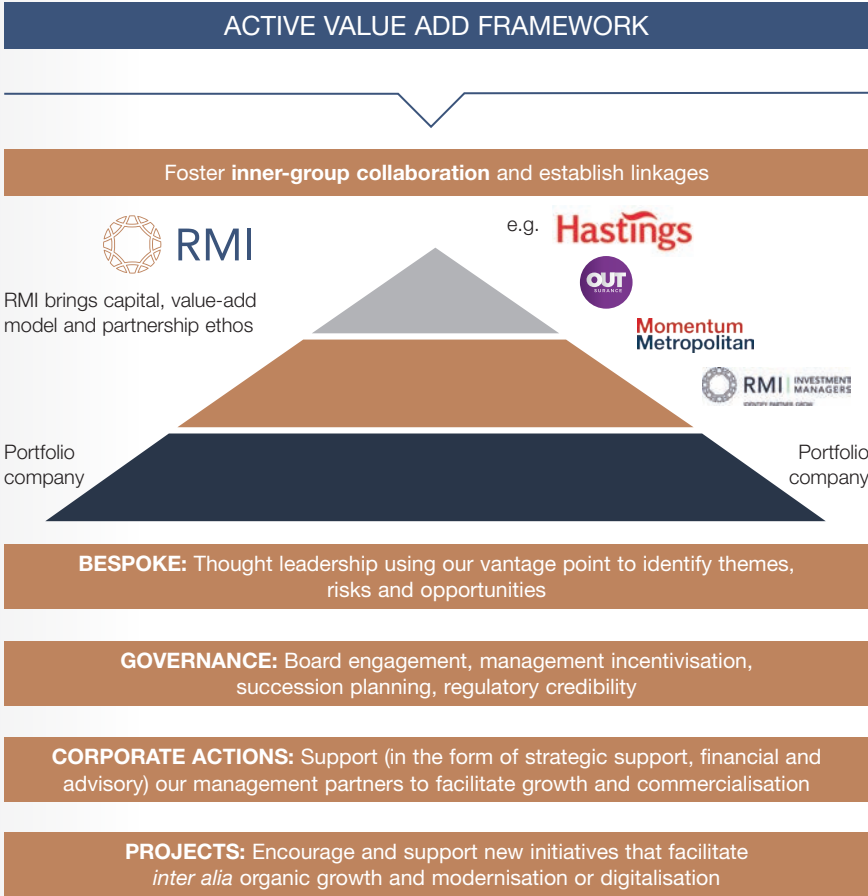 ACTIVE VALUE ADD FRAMEWORK
Foster inner-group collaboration and establish linkages
RMI
RMI brings capital, value-add
model and partnership ethos
e.g. Hastings
OUT
SURANCE
Momentum
Metropolitan
RMI INVESTMENT
MANAGERS
IDENTIFY. PARTNER. GROW.
Portfolio
company
Portfolio
company
BESPOKE: Thought leadership using our vantage point to identify themes,
risks and opportunities
GOVERNANCE: Board engagement, management incentivisation,
succession planning, regulatory credibility
CORPORATE ACTIONS: Support (in the form of strategic support, financial and
advisory) our management partners to facilitate growth and commercialisation
PROJECTS: Encourage and support new initiatives that facilitate
inter alia organic growth and modernisation or digitalisation